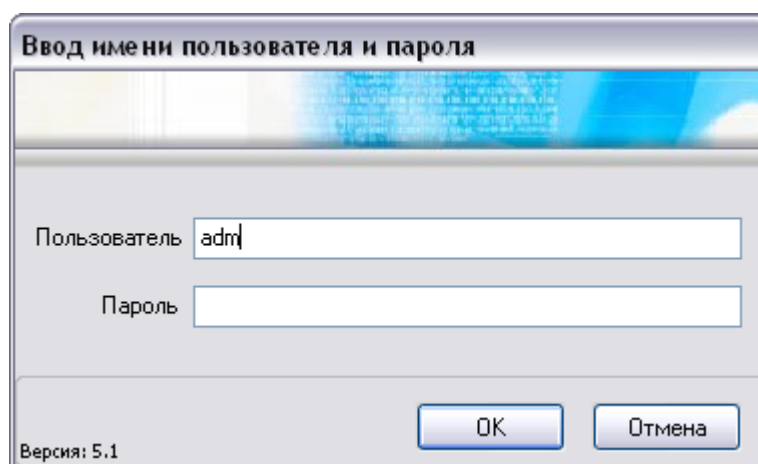 Ввод имени пользователя и пароля
Пользователь adm
Пароль
OK Отмена
Версия: 5.1